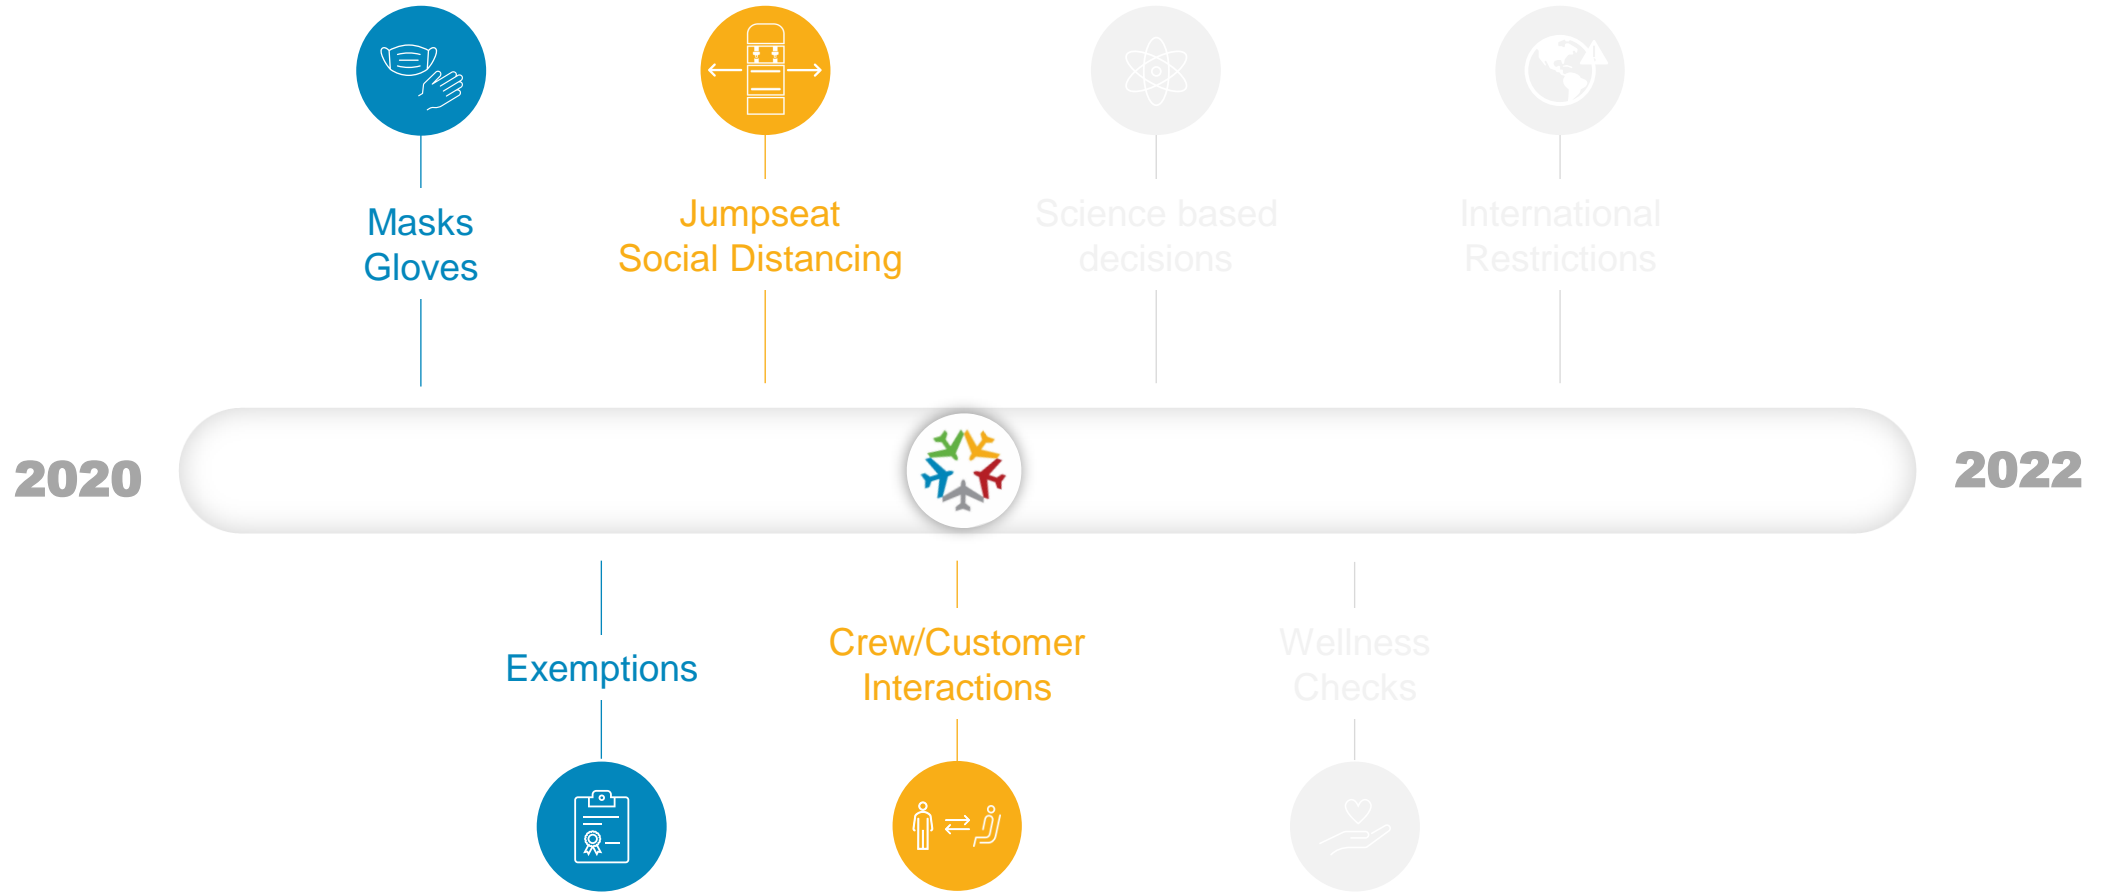 Masks
Gloves
Jumpseat
Social Distancing
Science based
decisions
International
Restrictions
2020
2022
Exemptions
Crew/Customer
Interactions
Wellness
Checks